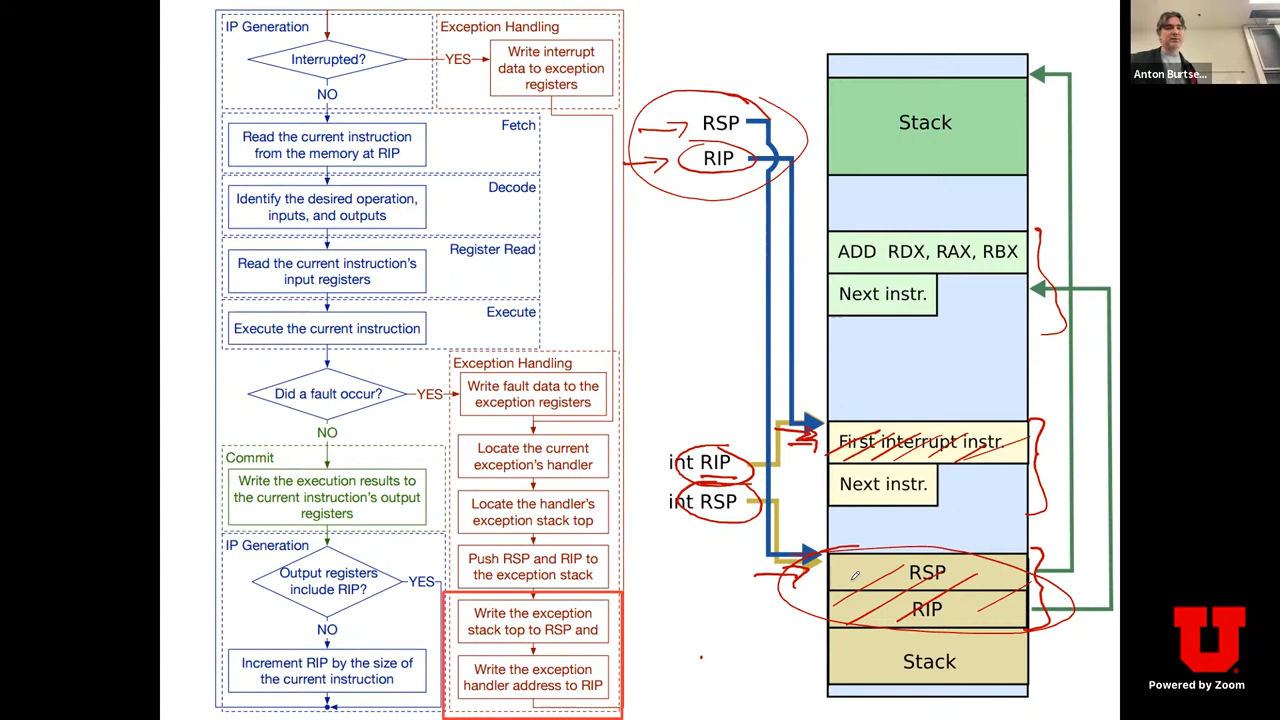 IP Generation
Interrupted?
YES
NO
Exception Handling
Write interrupt
data to exception
registers
Fetch
Read the current instruction
from the memory at RIP
Decode
Identify the desired operation,
inputs, and outputs
Register Read
Read the current instruction's
input registers
Execute
Execute the current instruction
Did a fault occur?
YES
NO
Exception Handling
Write fault data to the
exception registers
Locate the current
exception's handler
Locate the handler's
exception stack top
Push RSP and RIP to
the exception stack
Write the exception
stack top to RSP and
Write the exception
handler address to RIP
Commit
Write the execution results to
the current instruction's output
registers
IP Generation
Output registers
include RIP?
YES
NO
Increment RIP by the size of
the current instruction
RSP
RIP
int RIP
int RSP
Stack
ADD RDX, RAX, RBX
Next instr.
First interrupt instr.
Next instr.
RSP
RIP
Stack
Anton Burtse...
U
Powered by Zoom